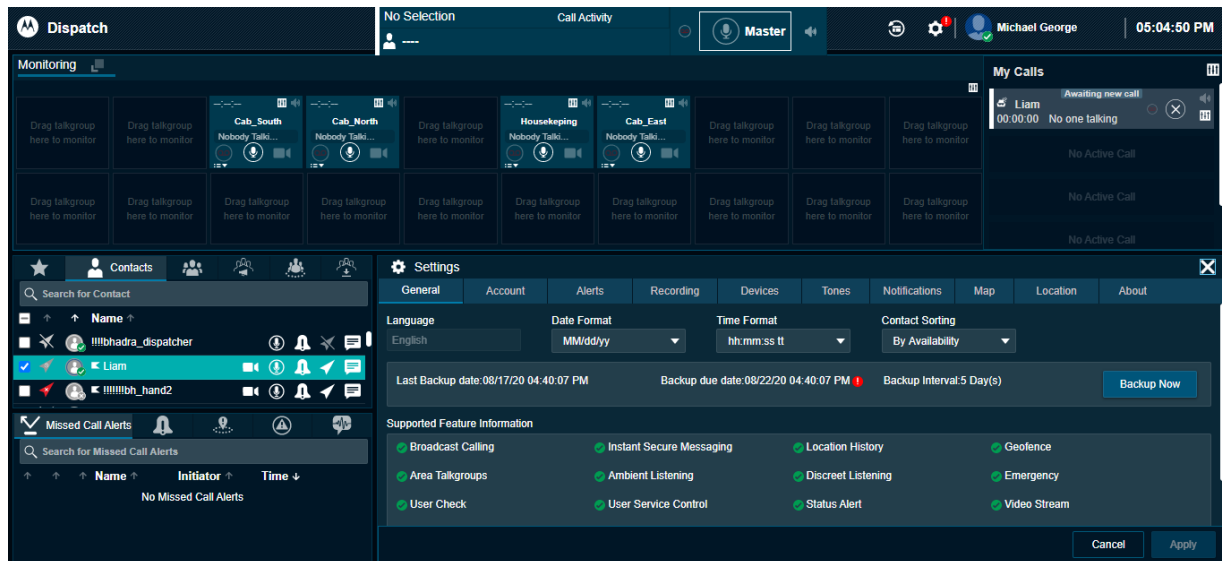 Dispatch
No Selection
Call Activity
----
Master
Michael George
05:04:50 PM
Monitoring
My Calls
Awaiting new call
Liam
00:00:00 No one talking
No Active Call
No Active Call
No Active Call
Drag talkgroup
here to monitor
Drag talkgroup
here to monitor
--:--:--
Cab_South
Nobody Talki...
--:--:--
Cab_North
Nobody Talki...
Drag talkgroup
here to monitor
--:--:--
Housekeping
Nobody Talki...
--:--:--
Cab_East
Nobody Talki...
Drag talkgroup
here to monitor
Drag talkgroup
here to monitor
Drag talkgroup
here to monitor
Drag talkgroup
here to monitor
Drag talkgroup
here to monitor
Drag talkgroup
here to monitor
Drag talkgroup
here to monitor
Drag talkgroup
here to monitor
Drag talkgroup
here to monitor
Drag talkgroup
here to monitor
Drag talkgroup
here to monitor
Drag talkgroup
here to monitor
Drag talkgroup
here to monitor
Contacts
Search for Contact
Name
!!!!bhadra_dispatcher
Liam
!!!!!!!bh_hand2
Missed Call Alerts
Search for Missed Call Alerts
Name Initiator Time
No Missed Call Alerts
Settings
General Account Alerts Recording Devices Tones Notifications Map Location About
Language Date Format Time Format Contact Sorting
English MM/dd/yy hh:mm:ss tt By Availability
Last Backup date:08/17/20 04:40:07 PM Backup due date:08/22/20 04:40:07 PM Backup Interval:5 Day(s) Backup Now
Supported Feature Information
Broadcast Calling Instant Secure Messaging Location History Geofence
Area Talkgroups Ambient Listening Discreet Listening Emergency
User Check User Service Control Status Alert Video Stream
Cancel Apply